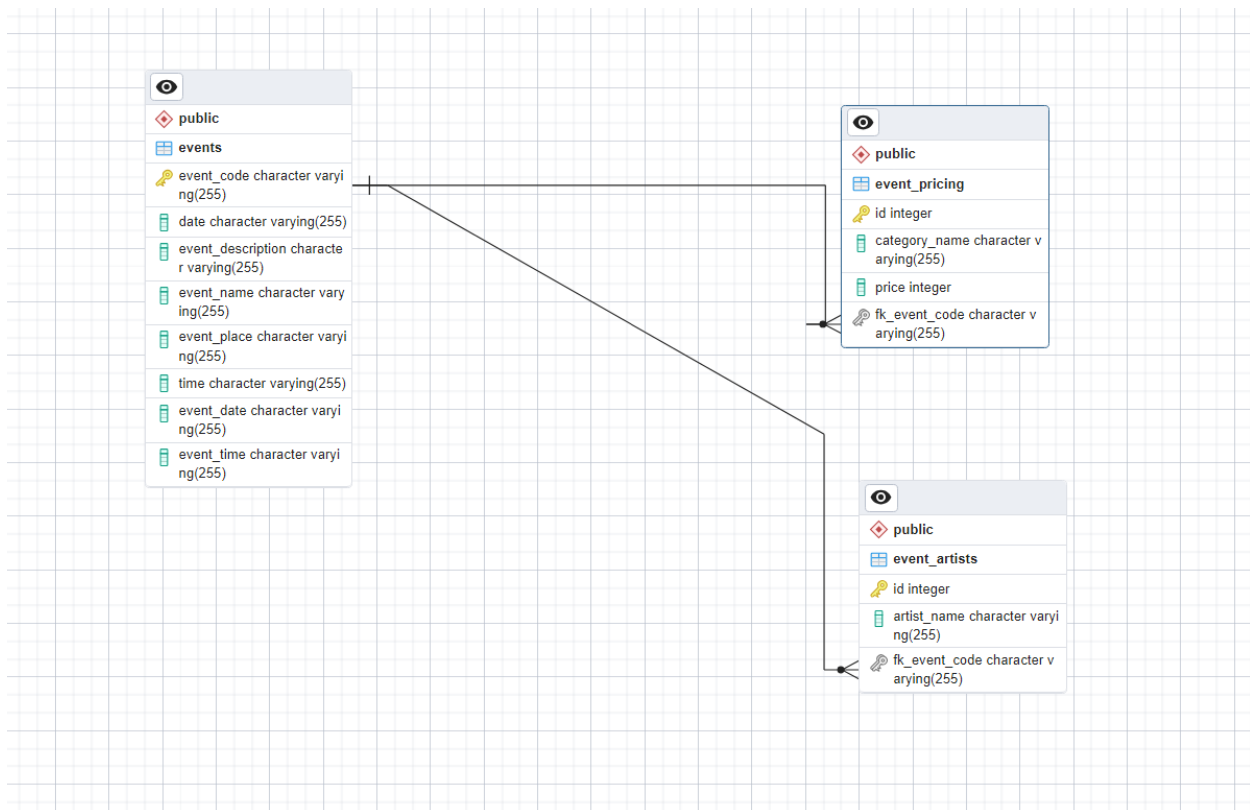 public
events
event_code character varyi
ng(255)
date character varying(255)
event_description characte
r varying(255)
event_name character vary
ing(255)
event_place character varyi
ng(255)
time character varying(255)
event_date character varyi
ng(255)
event_time character varyi
ng(255)
public
event_pricing
id integer
category_name character v
arying(255)
price integer
fk_event_code character v
arying(255)
public
event_artists
id integer
artist_name character varyi
ng(255)
fk_event_code character v
arying(255)